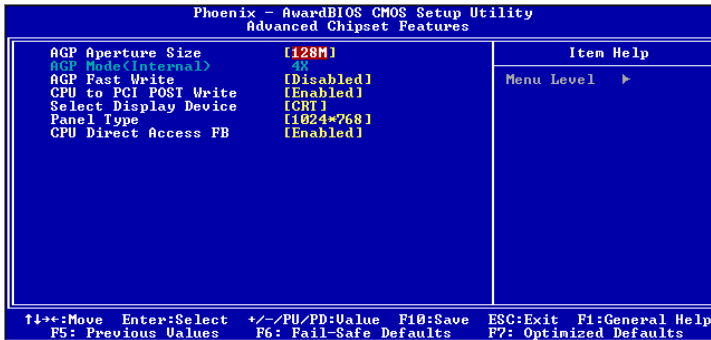 Phoenix - AwardBIOS CMOS Setup Utility
Advanced Chipset Features
AGP Aperture Size [128M]
AGP Mode(Internal) 4X
AGP Fast Write [Disabled]
CPU to PCI POST Write [Enabled]
Select Display Device [CRT]
Panel Type [1024*768]
CPU Direct Access FB [Enabled]
Item Help
Menu Level ▶
↑↓→←:Move Enter:Select +/-/PU/PD:Value F10:Save ESC:Exit F1:General Help
F5: Previous Values F6: Fail-Safe Defaults F7: Optimized Defaults